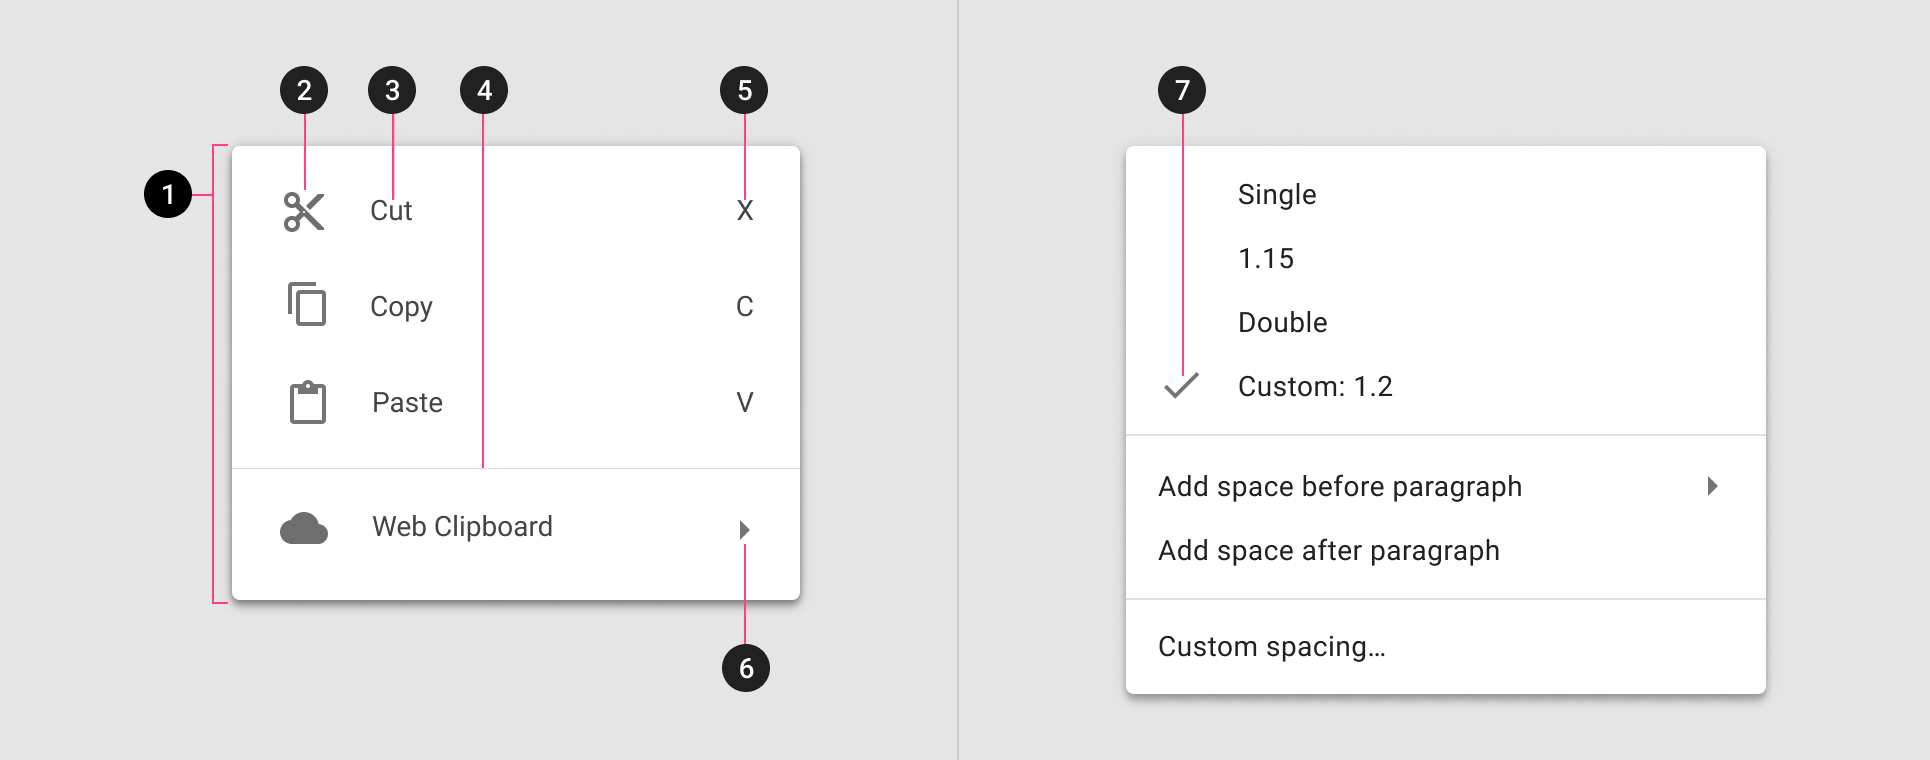 2 3 4 5
1
Cut X
Copy C
Paste V
Web Clipboard
6
7
Single
1.15
Double
Custom: 1.2
Add space before paragraph
Add space after paragraph
Custom spacing...